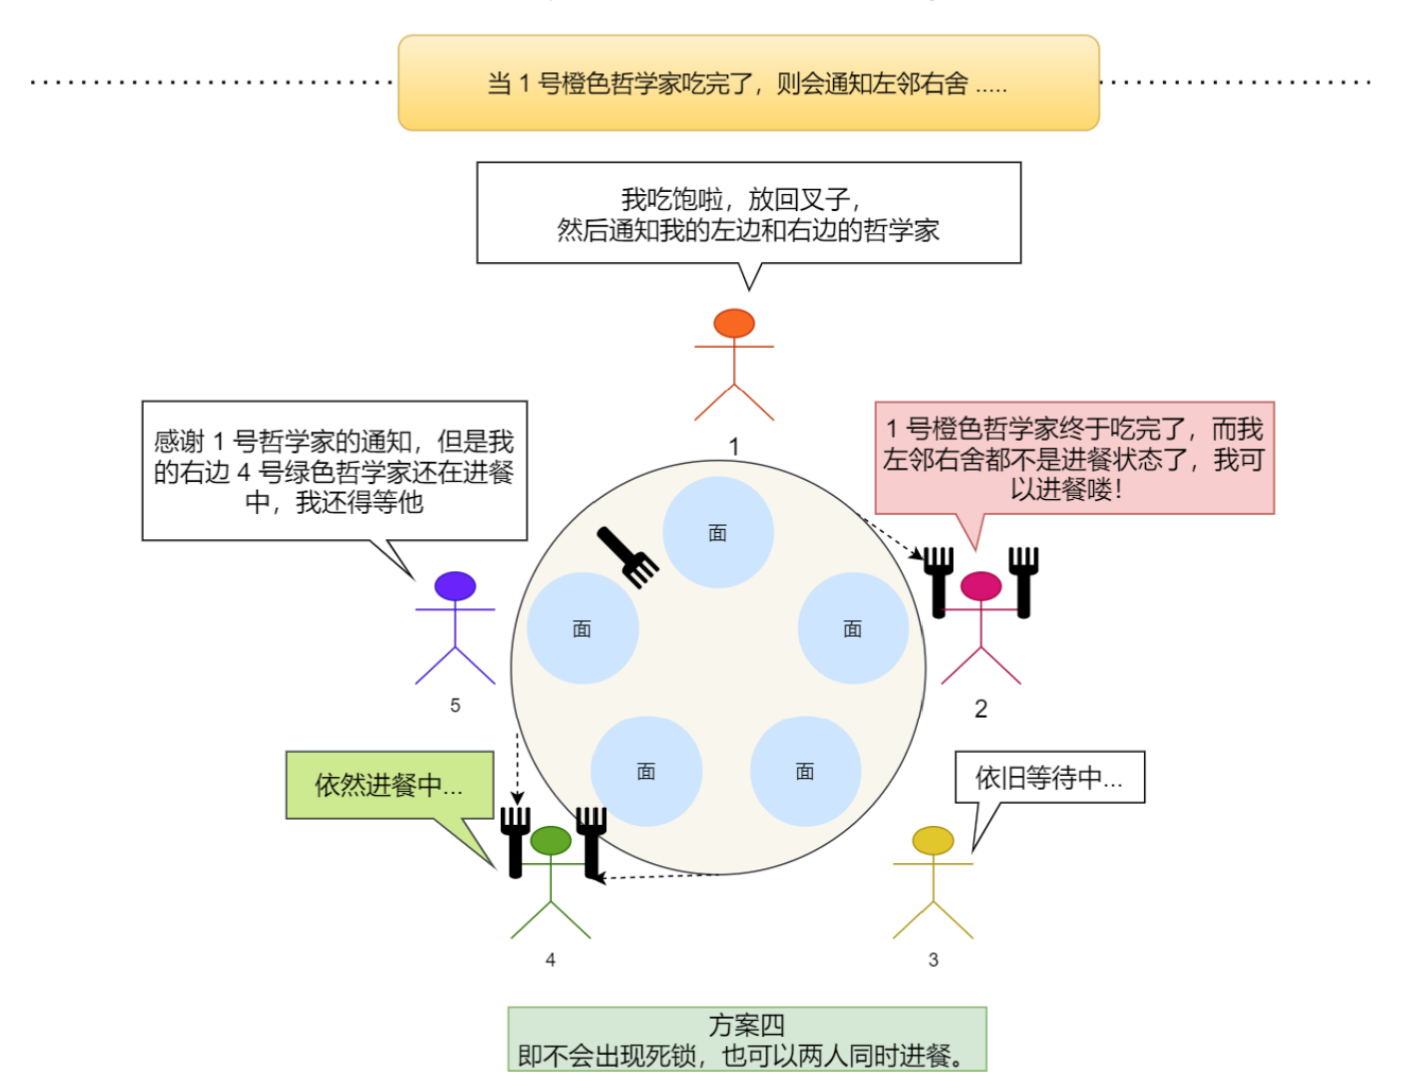 当 1 号橙色哲学家吃完了，则会通知左邻右舍 .....
我吃饱啦，放回叉子，
然后通知我的左边和右边的哲学家
1
感谢 1 号哲学家的通知，但是我
的右边 4 号绿色哲学家还在进餐
中，我还得等他
1 号橙色哲学家终于吃完了，而我
左邻右舍都不是进餐状态了，我可
以进餐喽！
面
面
面
5
2
依然进餐中...
面
面
依旧等待中...
4
3
方案四
即不会出现死锁，也可以两人同时进餐。